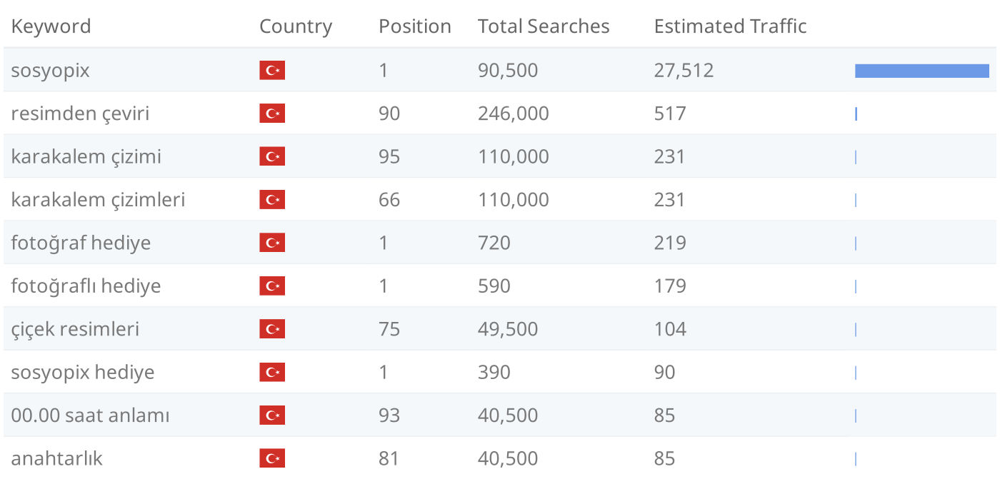 Keyword Country Position Total Searches Estimated Traffic
sosyopix 1 90,500 27,512
resimden çeviri 90 246,000 517
karakalem çizimi 95 110,000 231
karakalem çizimleri 66 110,000 231
fotoğraf hediye 1 720 219
fotoğraflı hediye 1 590 179
çiçek resimleri 75 49,500 104
sosyopix hediye 1 390 90
00.00 saat anlamı 93 40,500 85
anahtarlık 81 40,500 85